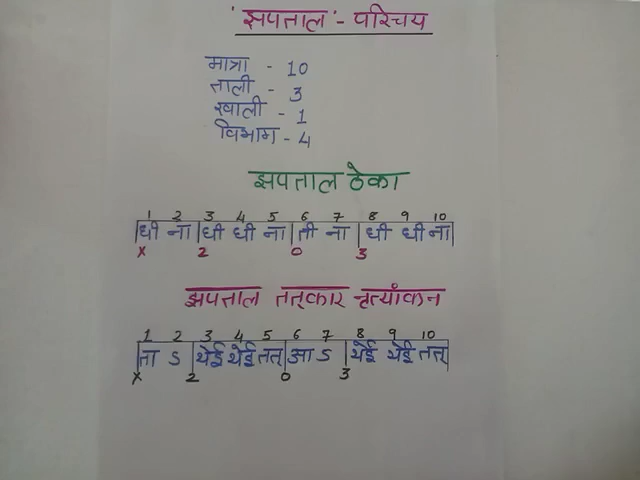 'झपताल' - परिचय
मात्रा - 10
ताली - 3
खाली - 1
विभाग - 4
झपताल ठेका
1 2 3 4 5 6 7 8 9 10
|धी ना |धी धी ना |ती ना |धी धी ना|
x 2 0 3
झपताल तत्कार नृत्यांकन
1 2 3 4 5 6 7 8 9 10
|ता ऽ |थेई थेई तत् |आ ऽ |थेई थेई तत्|
x 2 0 3